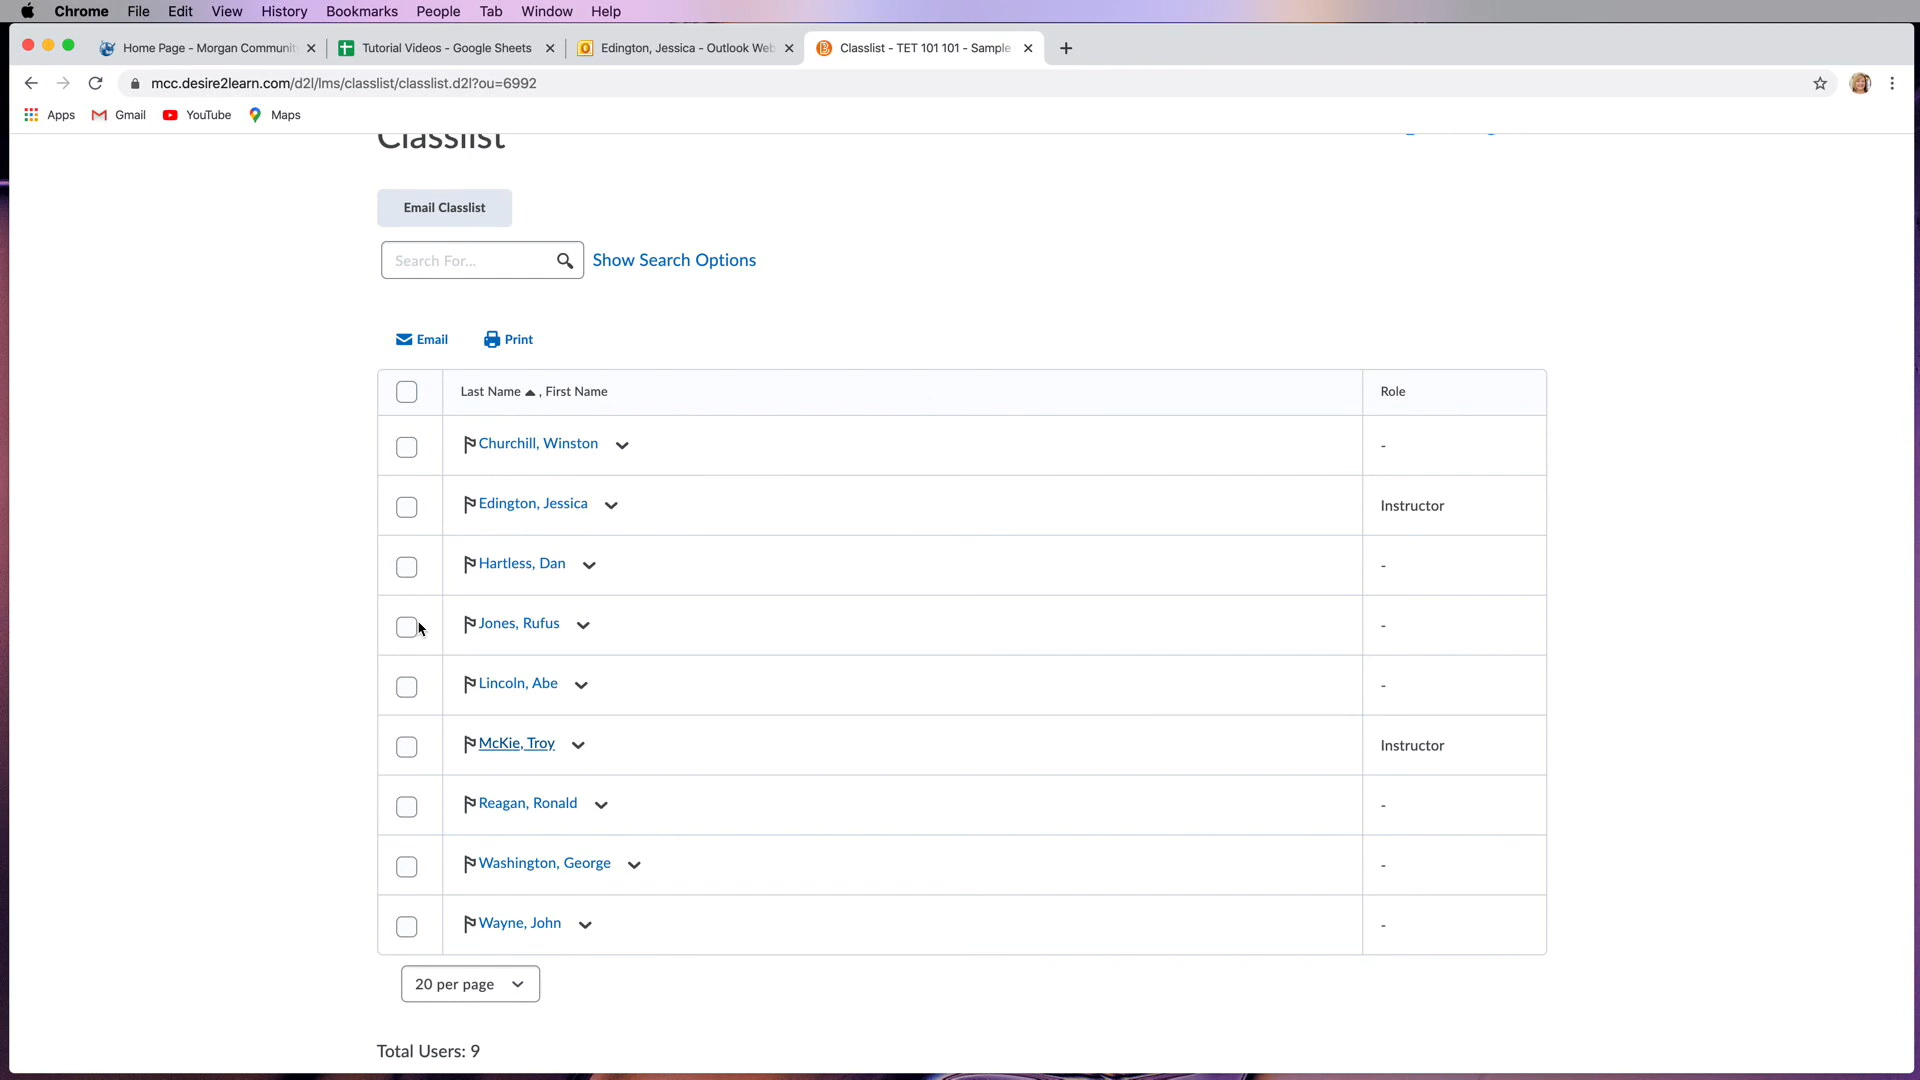 Chrome File Edit View History Bookmarks People Tab Window Help
Home Page - Morgan Communit
Tutorial Videos - Google Sheets
Edington, Jessica - Outlook Web
Classlist - TET 101 101 - Sample
mcc.desire2learn.com/d2l/lms/classlist/classlist.d2l?ou=6992
Apps Gmail YouTube Maps
Classlist
Email Classlist
Search For... Show Search Options
Email Print
Last Name , First Name Role
Churchill, Winston -
Edington, Jessica Instructor
Hartless, Dan -
Jones, Rufus -
Lincoln, Abe -
McKie, Troy Instructor
Reagan, Ronald -
Washington, George -
Wayne, John -
20 per page
Total Users: 9